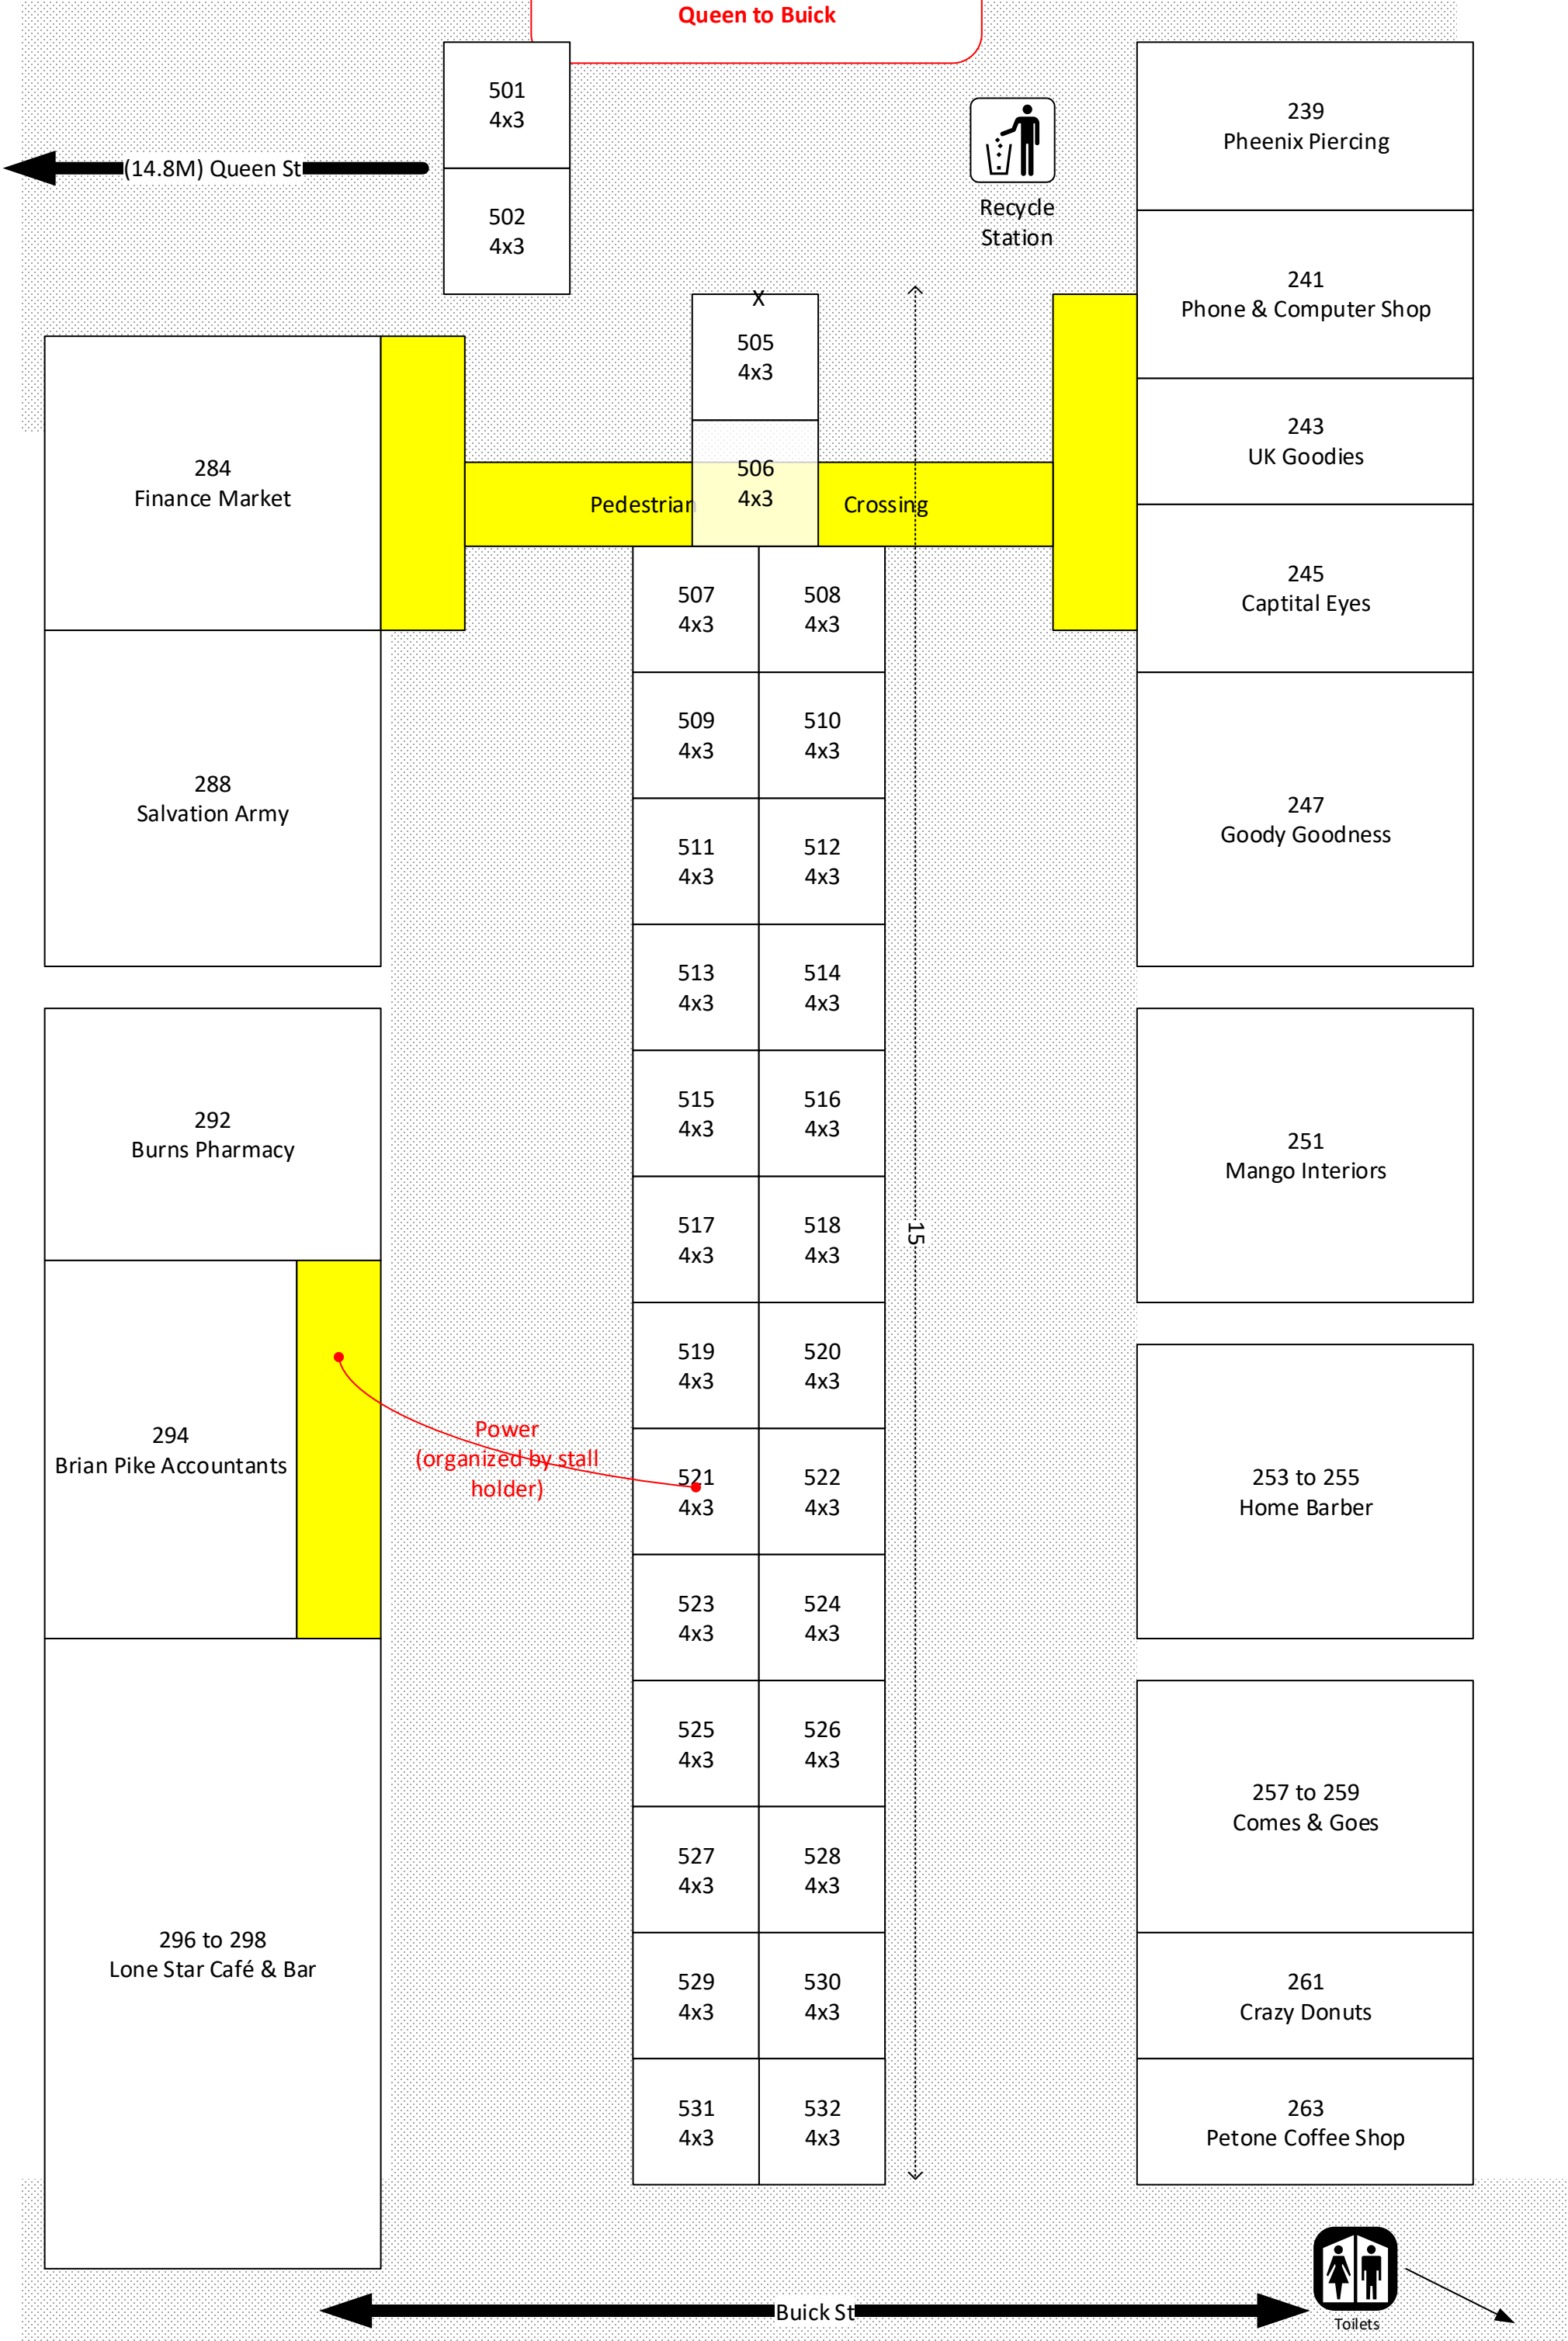 Queen to Buick
501
4x3
(14.8M) Queen St
502
4x3
Recycle
Station
239
Pheenix Piercing
241
Phone & Computer Shop
X
505
4x3
243
UK Goodies
284
Finance Market
506
4x3
Pedestrian
Crossing
245
Captital Eyes
507
4x3
508
4x3
288
Salvation Army
509
4x3
510
4x3
247
Goody Goodness
511
4x3
512
4x3
513
4x3
514
4x3
292
Burns Pharmacy
515
4x3
516
4x3
251
Mango Interiors
517
4x3
518
4x3
15
519
4x3
520
4x3
294
Brian Pike Accountants
Power
(organized by stall
holder)
521
4x3
522
4x3
253 to 255
Home Barber
523
4x3
524
4x3
525
4x3
526
4x3
257 to 259
Comes & Goes
527
4x3
528
4x3
296 to 298
Lone Star Café & Bar
529
4x3
530
4x3
261
Crazy Donuts
531
4x3
532
4x3
263
Petone Coffee Shop
Buick St
Toilets